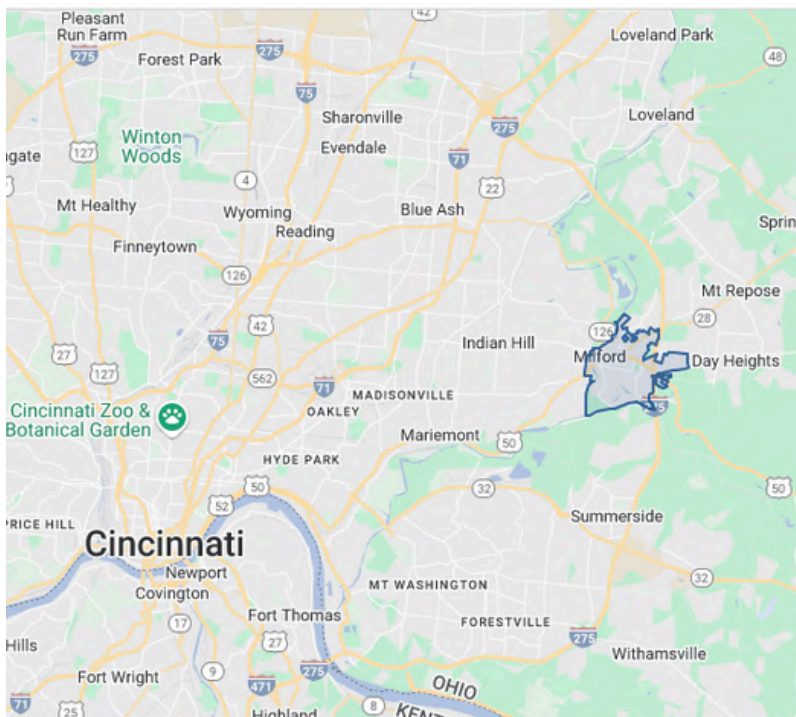 42
Pleasant
Run Farm
Loveland Park
275
Forest Park
275
48
75
Sharonville
Loveland
Winton
Woods
275
Evendale
71
ngate
127
22
4
Mt Healthy
Wyoming
Blue Ash
Sprin
Reading
Finneytown
126
Mt Repose
28
42
126
75
Indian Hill
27
Milford
Day Heights
127
562
71
MADISONVILLE
Cincinnati Zoo &
Botanical Garden
OAKLEY
Mariemont
50
HYDE PARK
50
32
50
52
PRICE HILL
Summerside
Cincinnati
Newport
32
Covington
MT WASHINGTON
Fort Thomas
17
FORESTVILLE
27
275
Hills
Withamsville
9
275
Fort Wright
OHIO
471
71
8
25
Highland
KENT